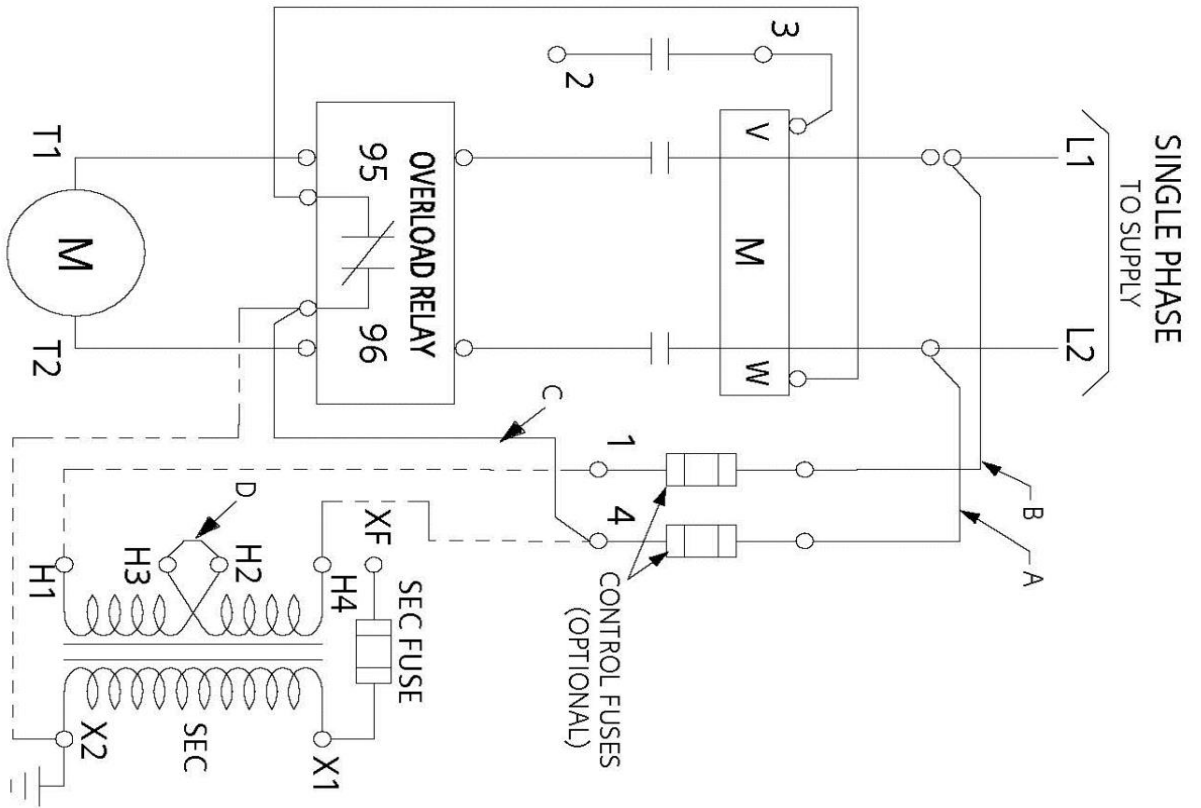 SINGLE PHASE
TO SUPPLY
L1
L2
3
2
V
M
W
B
A
1
4
CONTROL FUSES
(OPTIONAL)
C
OVERLOAD RELAY
95
96
T1
M
T2
D
XF
SEC FUSE
H1
H3
H2
H4
X2
SEC
X1